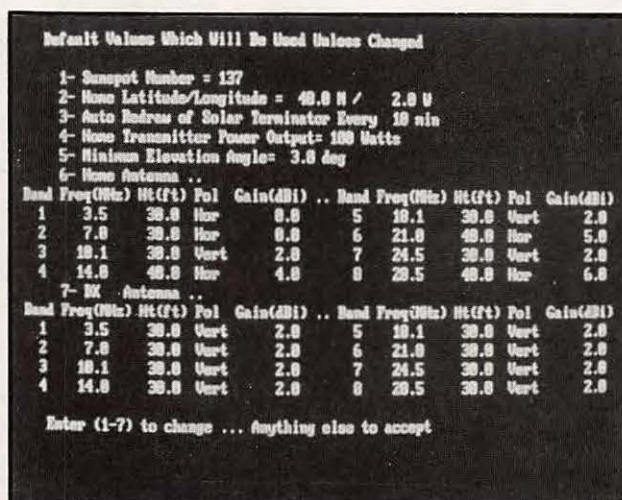 Default Values Which Will Be Used Unless Changed
1- Sunspot Number = 137
2- Home Latitude/Longitude = 40.0 N / 2.0 W
3- Auto Redraw of Solar Terminator Every 10 min
4- Home Transmitter Power Output= 100 Watts
5- Minimum Elevation Angle= 3.0 deg
6- Home Antenna ..
Band Freq(MHz) Ht(ft) Pol Gain(dBi) .. Band Freq(MHz) Ht(ft) Pol Gain(dBi)
1 3.5 30.0 Hor 0.0 5 18.1 30.0 Vert 2.0
2 7.0 30.0 Hor 0.0 6 21.0 40.0 Hor 5.0
3 10.1 30.0 Vert 2.0 7 24.5 30.0 Vert 2.0
4 14.0 40.0 Hor 4.0 8 28.5 40.0 Hor 6.0
7- DX Antenna ..
Band Freq(MHz) Ht(ft) Pol Gain(dBi) .. Band Freq(MHz) Ht(ft) Pol Gain(dBi)
1 3.5 30.0 Vert 2.0 5 18.1 30.0 Vert 2.0
2 7.0 30.0 Vert 2.0 6 21.0 30.0 Vert 2.0
3 10.1 30.0 Vert 2.0 7 24.5 30.0 Vert 2.0
4 14.0 30.0 Vert 2.0 8 28.5 30.0 Vert 2.0
Enter (1-7) to change ... Anything else to accept